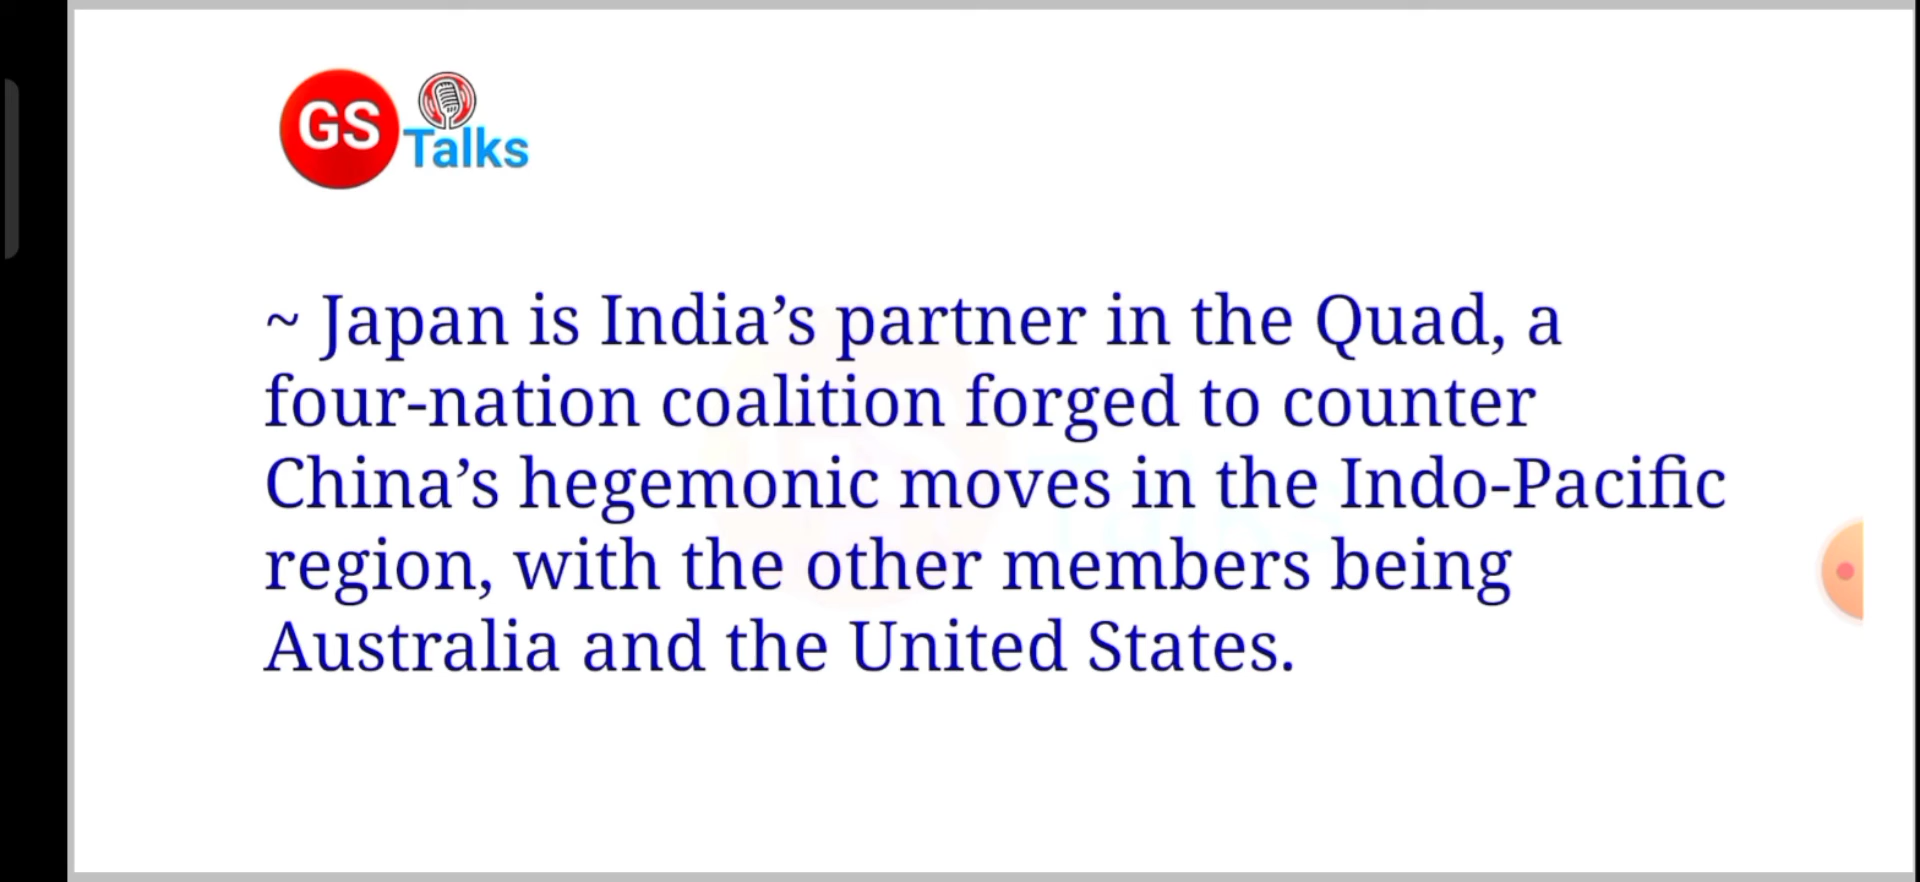 GS
Talks
~ Japan is India’s partner in the Quad, a
four-nation coalition forged to counter
China’s hegemonic moves in the Indo-Pacific
region, with the other members being
Australia and the United States.